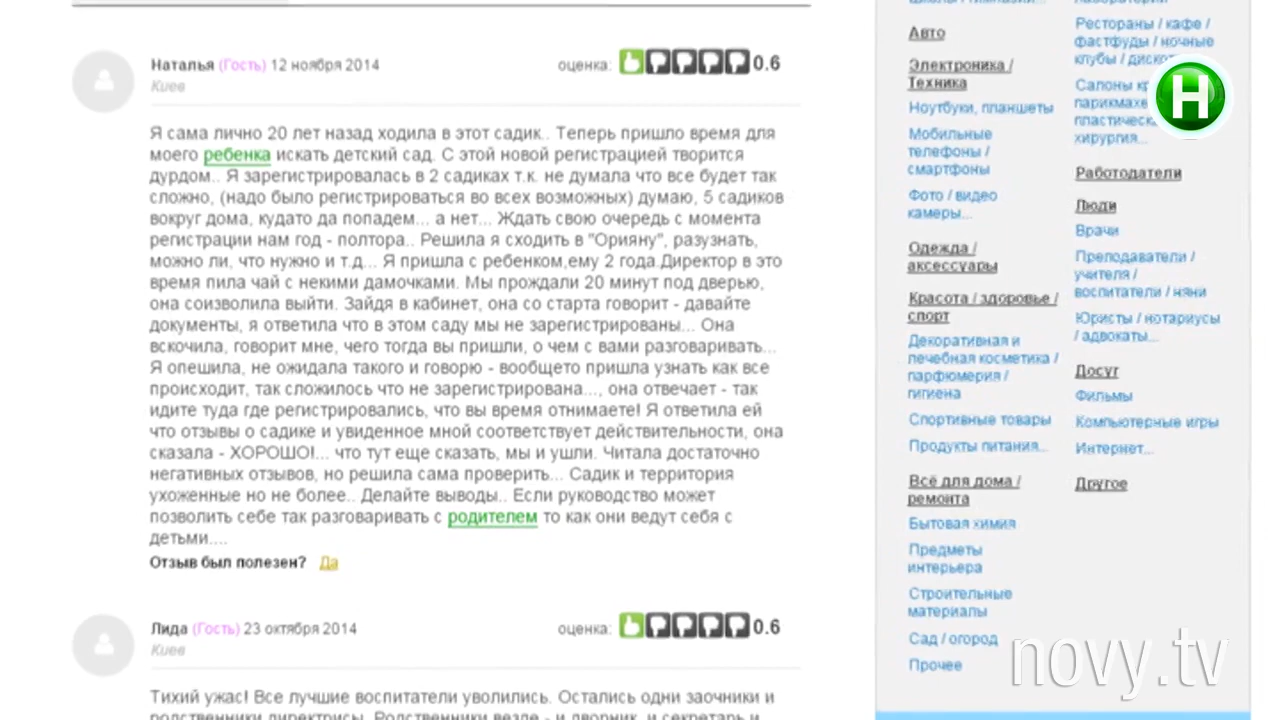 Наталья (Гость) 12 ноября 2014
оценка: 0.6
Киев
Я сама лично 20 лет назад ходила в этот садик.. Теперь пришло время для
моего ребенка искать детский сад. С этой новой регистрацией творится
дурдом.. Я зарегистрировалась в 2 садиках т.к. не думала что все будет так
сложно, (надо было регистрироваться во всех возможных) думаю, 5 садиков
вокруг дома, кудато да попадем... а нет... Ждать свою очередь с момента
регистрации нам год - полтора.. Решила я сходить в "Орияну", разузнать,
можно ли, что нужно и т.д... Я пришла с ребенком,ему 2 года.Директор в это
время пила чай с некими дамочками. Мы прождали 20 минут под дверью,
она соизволила выйти. Зайдя в кабинет, она со старта говорит - давайте
документы, я ответила что в этом саду мы не зарегистрированы... Она
вскочила, говорит мне, чего тогда вы пришли, о чем с вами разговаривать...
Я опешила, не ожидала такого и говорю - вообщето пришла узнать как все
происходит, так сложилось что не зарегистрирована..., она отвечает - так
идите туда где регистрировались, что вы время отнимаете! Я ответила ей
что отзывы о садике и увиденное мной соответствует действительности, она
сказала - ХОРОШО!... что тут еще сказать, мы и ушли. Читала достаточно
негативных отзывов, но решила сама проверить... Садик и территория
ухоженные но не более.. Делайте выводы.. Если руководство может
позволить себе так разговаривать с родителем то как они ведут себя с
детьми....
Отзыв был полезен? Да
Лида (Гость) 23 октября 2014
оценка: 0.6
Киев
Тихий ужас! Все лучшие воспитатели уволились. Остались одни заочники и
родственники директрисы. Родственники везде - и дворник, и секретарь и
Авто
Электроника /
Техника
Ноутбуки, планшеты
Мобильные
телефоны /
смартфоны
Фото / видео
камеры...
Одежда /
аксессуары
Красота / здоровье /
спорт
Декоративная и
лечебная косметика /
парфюмерия /
гигиена
Спортивные товары
Продукты питания...
Всё для дома /
ремонта
Бытовая химия
Предметы
интерьера
Строительные
материалы
Сад / огород
Прочее
Рестораны / кафе /
фастфуды / ночные
клубы /
Салоны
хирургия...
Работодатели
Люди
Врачи
Преподаватели /
учителя /
воспитатели / няни
Юристы / нотариусы
/ адвокаты...
Досуг
Фильмы
Компьютерные игры
Интернет...
Другое
Н
novy.tv